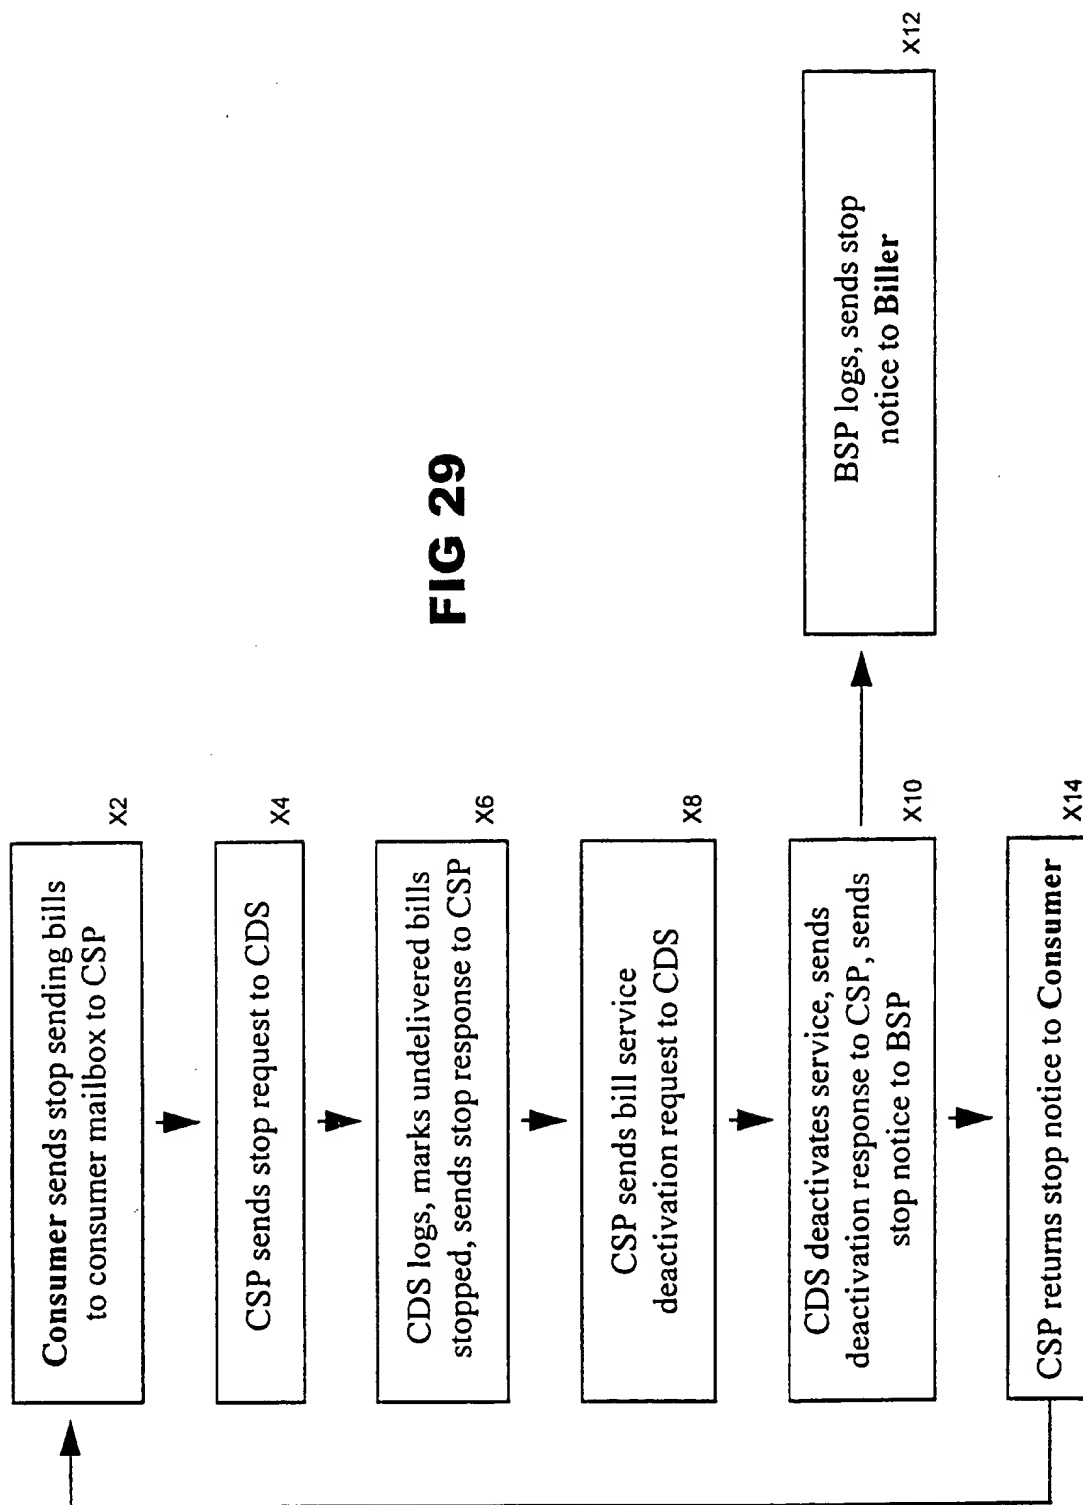 Consumer sends stop sending bills
to consumer mailbox to CSP
X2
CSP sends stop request to CDS
X4
CDS logs, marks undelivered bills
stopped, sends stop response to CSP
X6
CSP sends bill service
deactivation request to CDS
X8
CDS deactivates service, sends
deactivation response to CSP, sends
stop notice to BSP
X10
BSP logs, sends stop
notice to Biller
X12
CSP returns stop notice to Consumer
X14
FIG 29